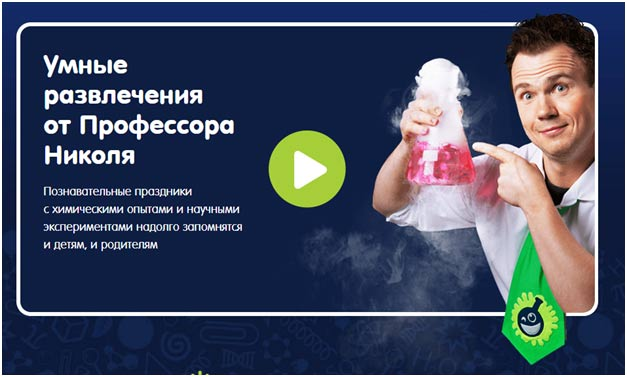 Умные
развлечения
от Профессора
Николя
Познавательные праздники
с химическими опытами и научными
экспериментами надолго запомнятся
и детям, и родителям